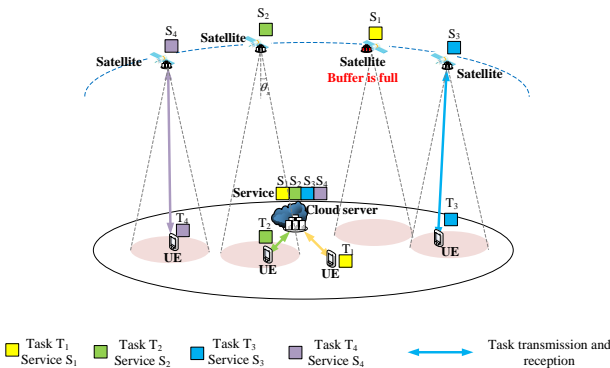 S4
S2
S1
S3
Satellite
Satellite
Satellite
Satellite
Buffer is full
θ
S1 S2 S3 S4
Service
Cloud server
T4
T2
T1
T3
UE
UE
UE
UE
Task T1
Service S1
Task T2
Service S2
Task T3
Service S3
Task T4
Service S4
Task transmission and
reception